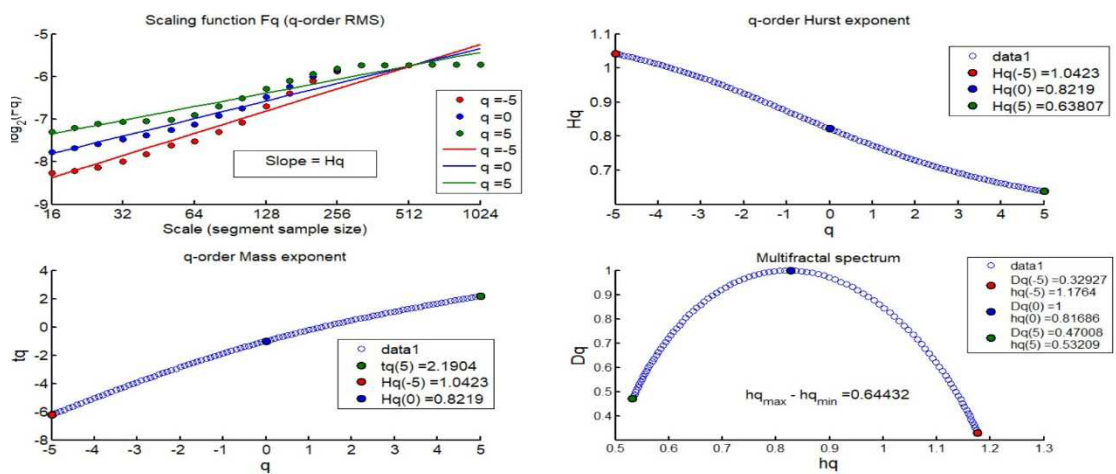 Scaling function Fq (q-order RMS)
-5
-6
-7
-8
-9
log2(Fq)
Slope = Hq
q =-5
q =0
q =5
q =-5
q =0
q =5
16 32 64 128 256 512 1024
Scale (segment sample size)
q-order Hurst exponent
1.1
1
0.9
0.8
0.7
Hq
data1
Hq(-5) =1.0423
Hq(0) =0.8219
Hq(5) =0.63807
-5 -4 -3 -2 -1 0 1 2 3 4 5
q
q-order Mass exponent
4
2
0
-2
-4
-6
-8
tq
data1
tq(5) =2.1904
Hq(-5) =1.0423
Hq(0) =0.8219
-5 -4 -3 -2 -1 0 1 2 3 4 5
q
Multifractal spectrum
1
0.9
0.8
0.7
0.6
0.5
0.4
Dq
data1
Dq(-5) =0.32927
hq(-5) =1.1764
Dq(0) =1
hq(0) =0.81686
Dq(5) =0.47008
hq(5) =0.53209
hqmax - hqmin =0.64432
0.5 0.6 0.7 0.8 0.9 1 1.1 1.2 1.3
hq